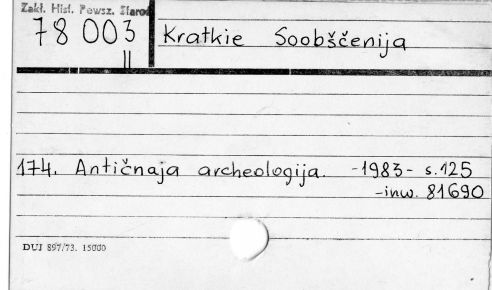 Zakł. Hist. Powsz. Staroż
78 003 Kratkie Soobščenija
II
174. Antičnaja archeologija. -1983- s.125
-inw. 81690
DUJ 897/73. 15000